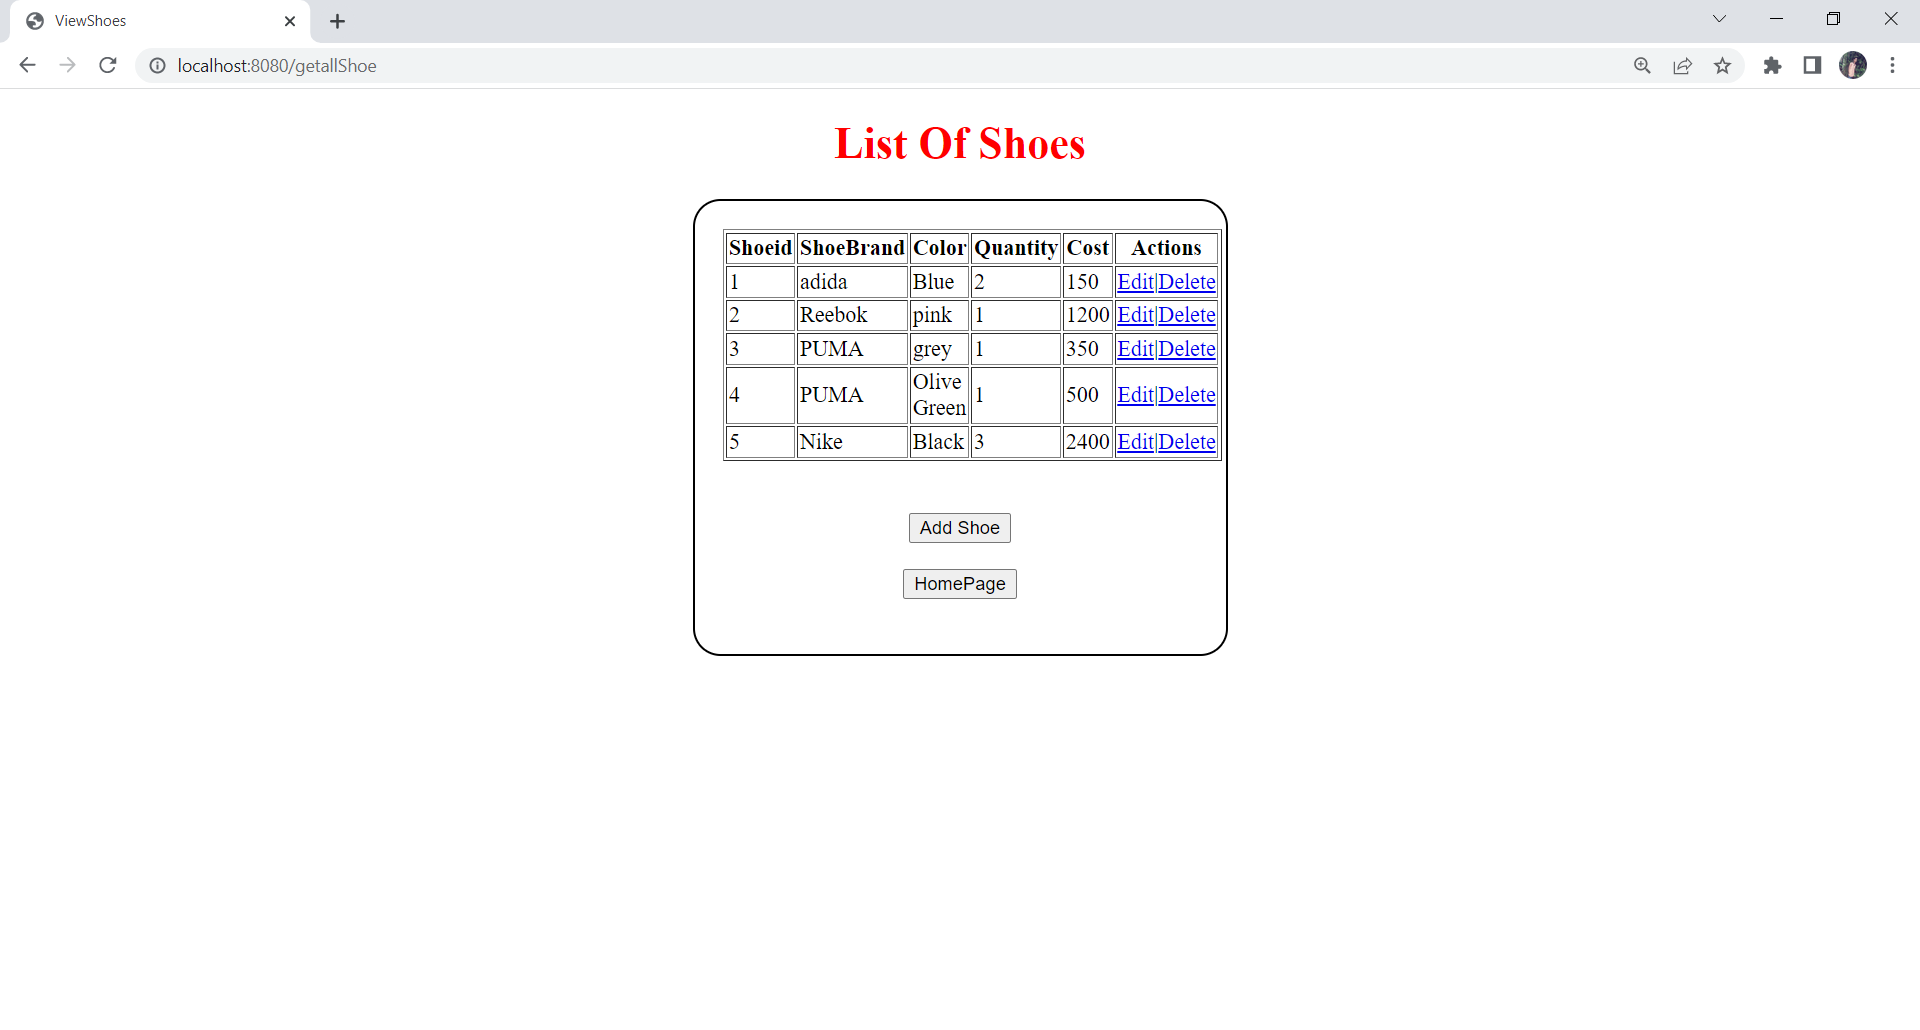 ViewShoes
localhost:8080/getallShoe
List Of Shoes
Shoeid ShoeBrand Color Quantity Cost Actions
1 adida Blue 2 150 Edit|Delete
2 Reebok pink 1 1200 Edit|Delete
3 PUMA grey 1 350 Edit|Delete
4 PUMA Olive Green 1 500 Edit|Delete
5 Nike Black 3 2400 Edit|Delete
Add Shoe
HomePage